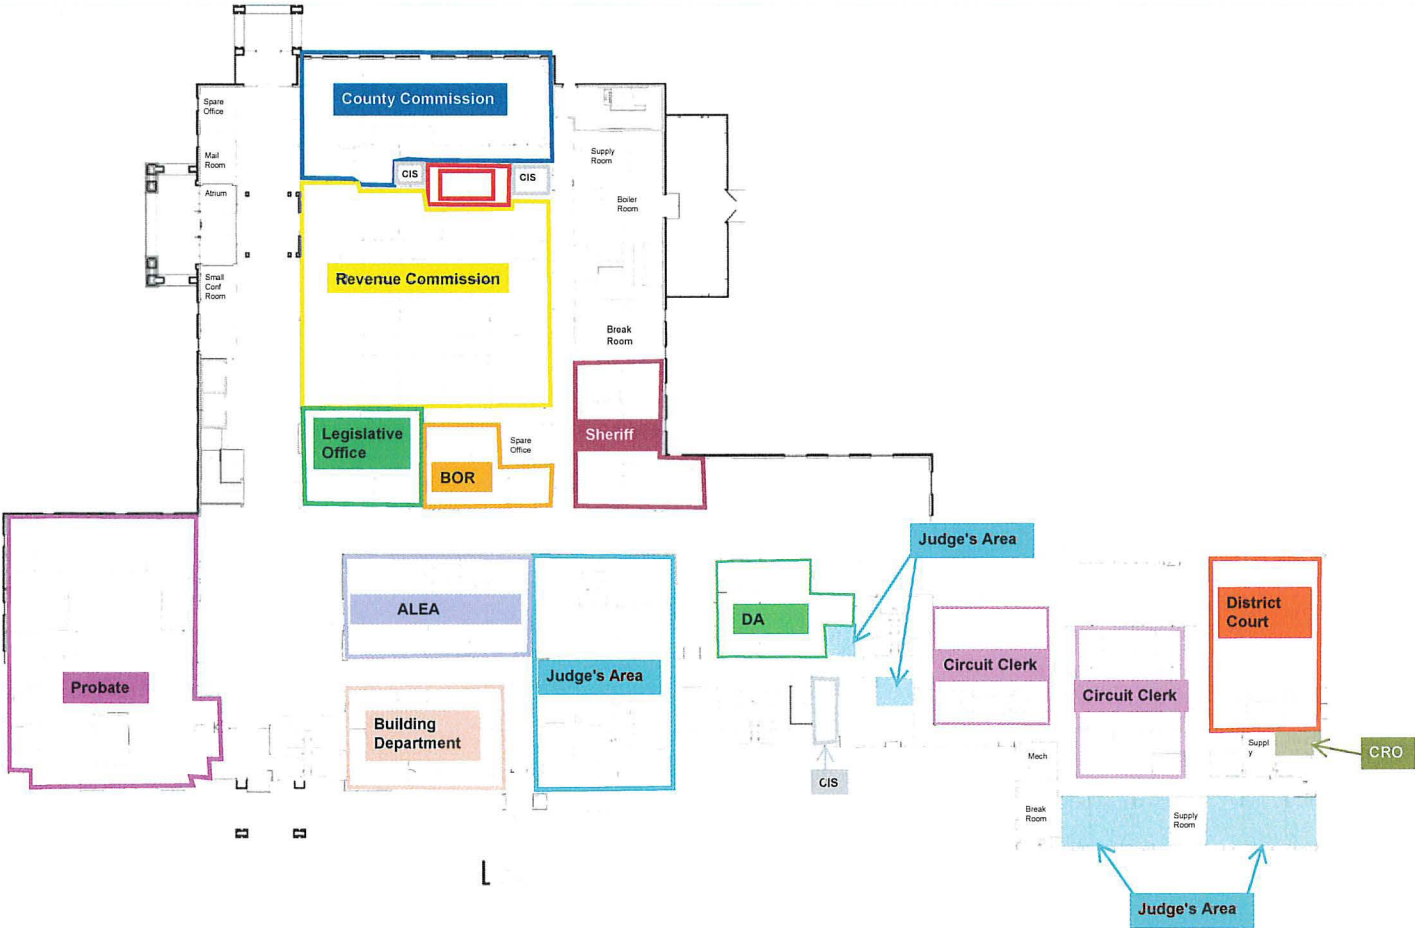 County Commission
Spare
Office
Mail
Room
Supply
Room
CIS
CIS
Atrium
Boiler
Room
Small
Conf
Room
Revenue Commission
Break
Room
Legislative
Office
Spare
Office
Sheriff
BOR
Judge's Area
ALEA
DA
District
Court
Probate
Judge's Area
Circuit Clerk
Circuit Clerk
Building
Department
Mech
Suppl
y
CRO
CIS
Break
Room
Supply
Room
Judge's Area